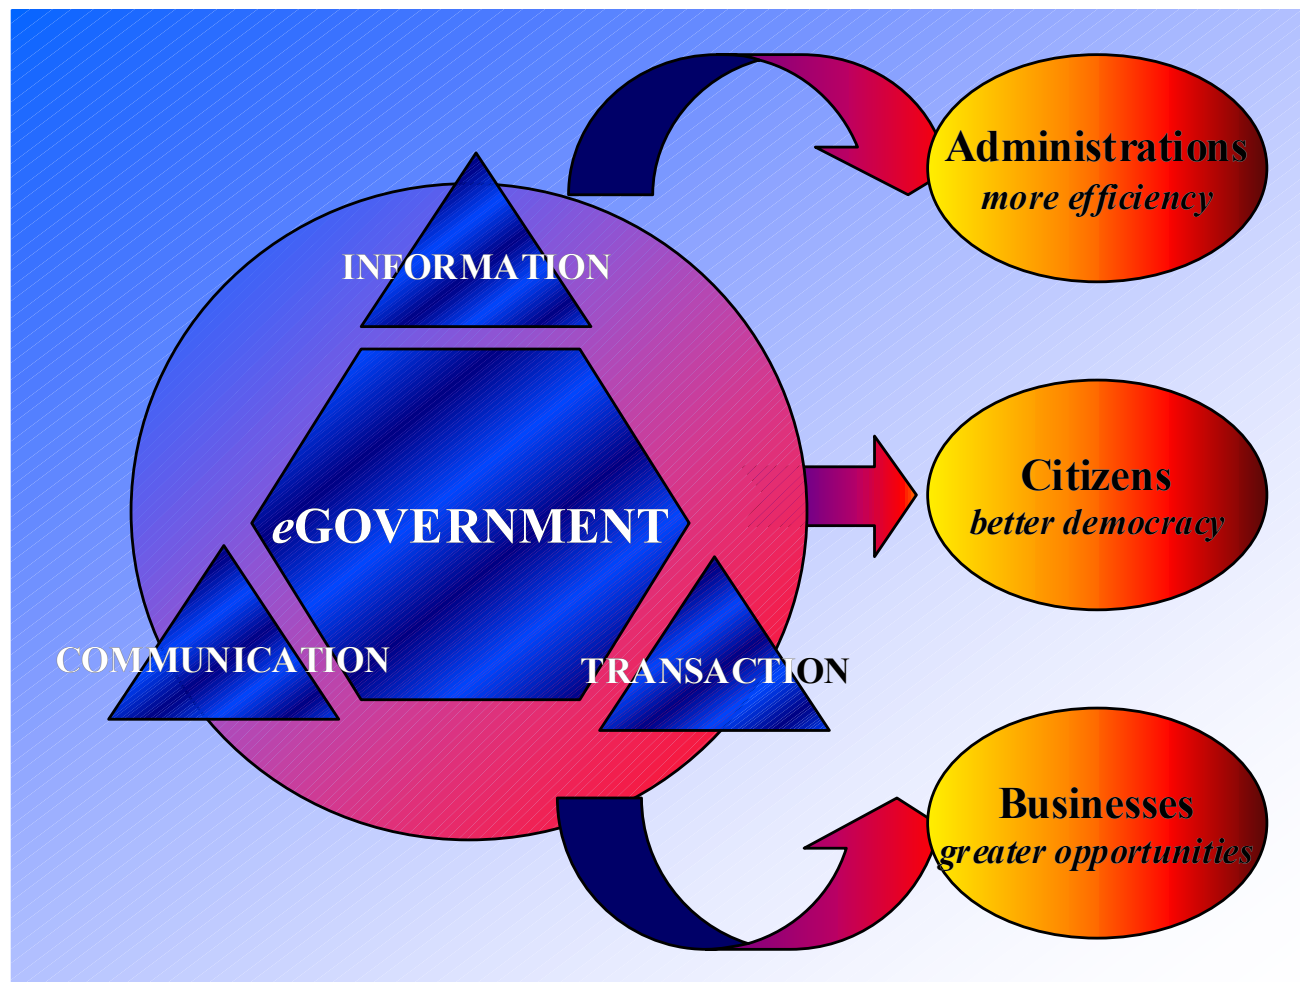 INFORMATION
eGOVERNMENT
COMMUNICATION
TRANSACTION
Administrations
more efficiency
Citizens
better democracy
Businesses
greater opportunities